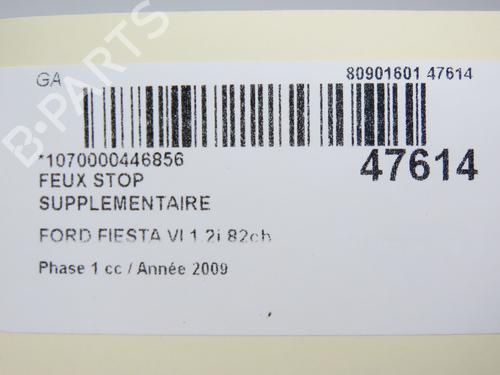 GA
80901601 47614
*1070000446856
47614
FEUX STOP
SUPPLEMENTAIRE
FORD FIESTA VI 1.2i 82ch
Phase 1 cc / Année 2009
B-PARTS